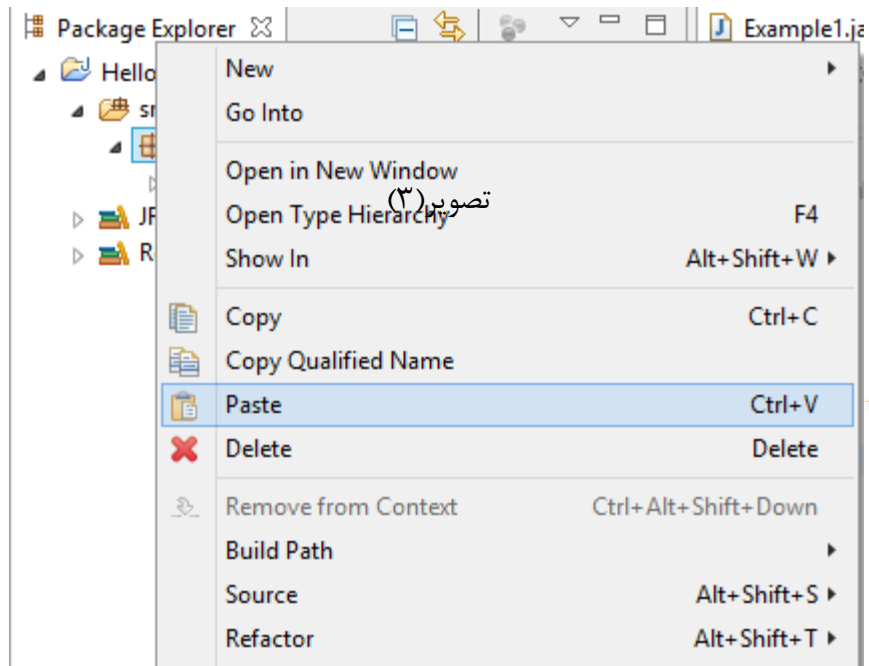 Package Explorer
Example1.ja
Hello
New
sr
Go Into
Open in New Window
تصویر(۳)
JR
Open Type Hierarchy F4
R
Show In Alt+Shift+W
Copy Ctrl+C
Copy Qualified Name
Paste Ctrl+V
Delete Delete
Remove from Context Ctrl+Alt+Shift+Down
Build Path
Source Alt+Shift+S
Refactor Alt+Shift+T